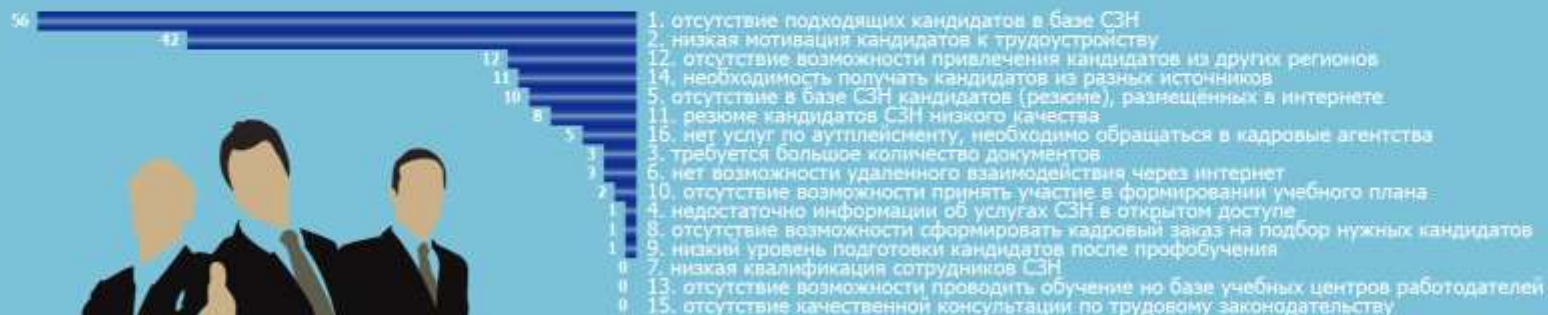 56 1. отсутствие подходящих кандидатов в базе СЗН
42 2. низкая мотивация кандидатов к трудоустройству
12 12. отсутствие возможности привлечения кандидатов из других регионов
11 14. необходимость получать кандидатов из разных источников
10 5. отсутствие в базе СЗН кандидатов (резюме), размещённых в интернете
8 11. резюме кандидатов СЗН низкого качества
5 16. нет услуг по аутплейсменту, необходимо обращаться в кадровые агентства
3 3. требуется большое количество документов
3 6. нет возможности удаленного взаимодействия через интернет
2 10. отсутствие возможности принять участие в формировании учебного плана
1 4. недостаточно информации об услугах СЗН в открытом доступе
1 8. отсутствие возможности сформировать кадровый заказ на подбор нужных кандидатов
1 9. низкий уровень подготовки кандидатов после профобучения
0 7. низкая квалификация сотрудников СЗН
0 13. отсутствие возможности проводить обучение но базе учебных центров работодателей
0 15. отсутствие качественной консультации по трудовому законодательству